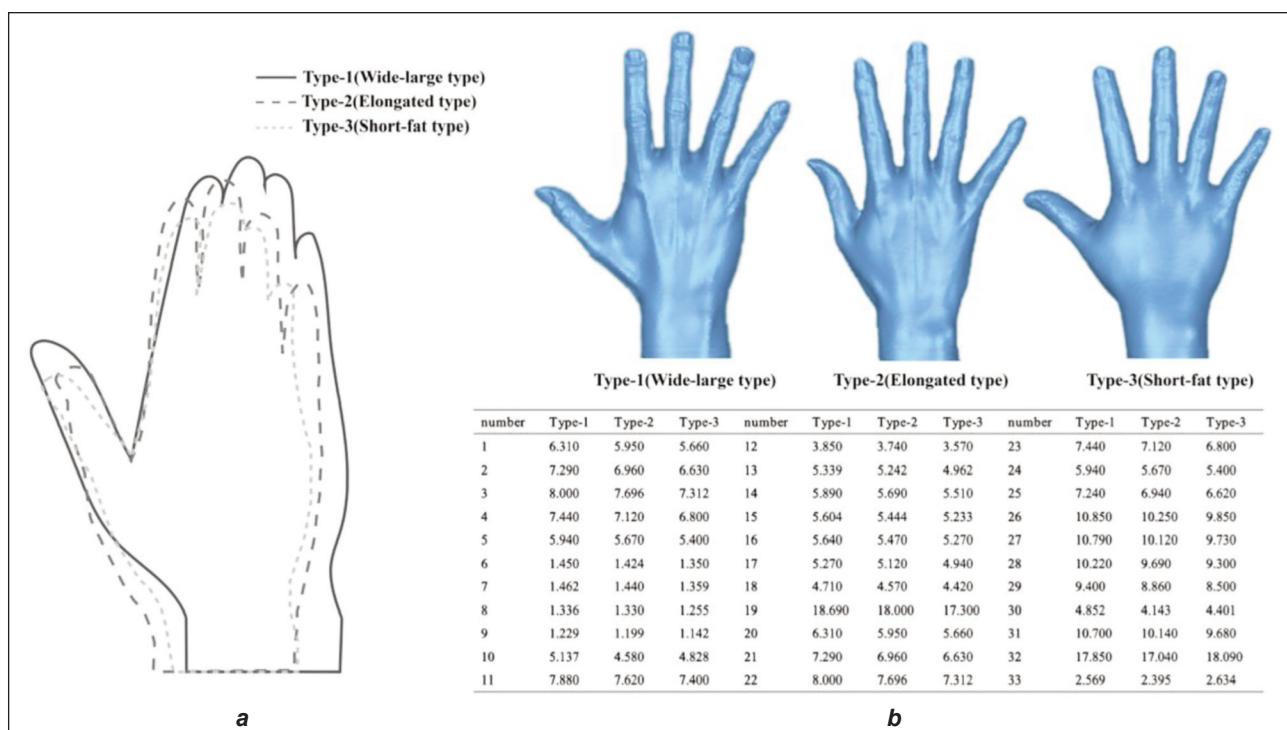 Type-1(Wide-large type)
Type-2(Elongated type)
Type-3(Short-fat type)
Type-1(Wide-large type) Type-2(Elongated type) Type-3(Short-fat type)
number Type-1 Type-2 Type-3 number Type-1 Type-2 Type-3 number Type-1 Type-2 Type-3
1 6.310 5.950 5.660 12 3.850 3.740 3.570 23 7.440 7.120 6.800
2 7.290 6.960 6.630 13 5.339 5.242 4.962 24 5.940 5.670 5.400
3 8.000 7.696 7.312 14 5.890 5.690 5.510 25 7.240 6.940 6.620
4 7.440 7.120 6.800 15 5.604 5.444 5.233 26 10.850 10.250 9.850
5 5.940 5.670 5.400 16 5.640 5.470 5.270 27 10.790 10.120 9.730
6 1.450 1.424 1.350 17 5.270 5.120 4.940 28 10.220 9.690 9.300
7 1.462 1.440 1.359 18 4.710 4.570 4.420 29 9.400 8.860 8.500
8 1.336 1.330 1.255 19 18.690 18.000 17.300 30 4.852 4.143 4.401
9 1.229 1.199 1.142 20 6.310 5.950 5.660 31 10.700 10.140 9.680
10 5.137 4.580 4.828 21 7.290 6.960 6.630 32 17.850 17.040 18.090
11 7.880 7.620 7.400 22 8.000 7.696 7.312 33 2.569 2.395 2.634
a b